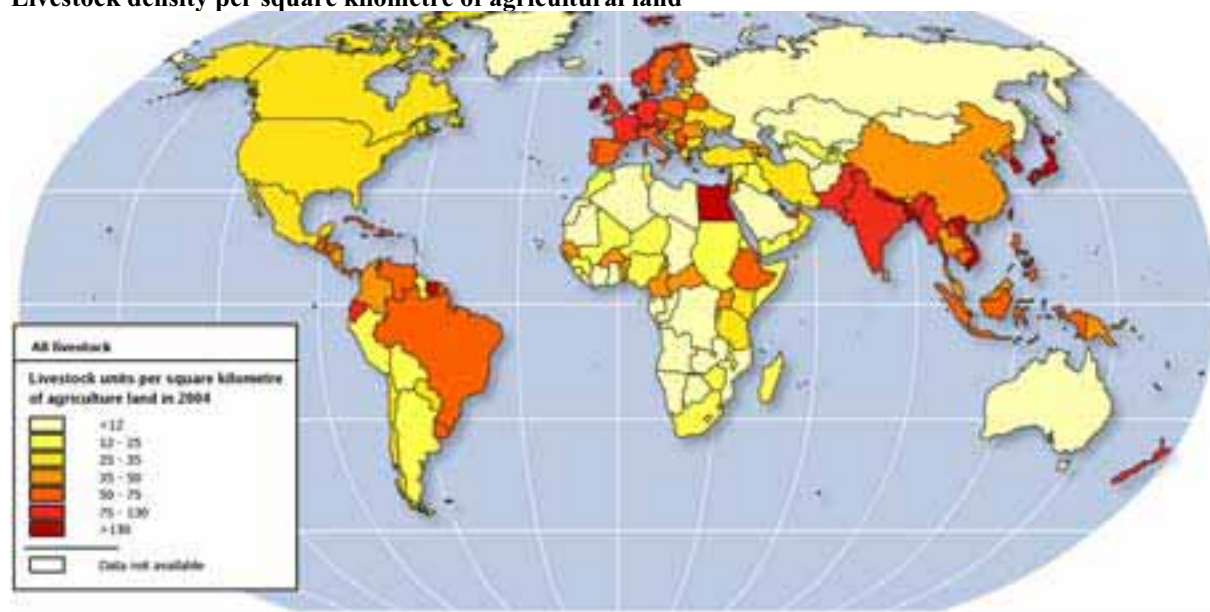 Livestock density per square kilometre of agricultural land
All livestock
Livestock units per square kilometre
of agriculture land in 2004
<12
12 - 25
25 - 35
35 - 50
50 - 75
75 - 130
>130
Data not available